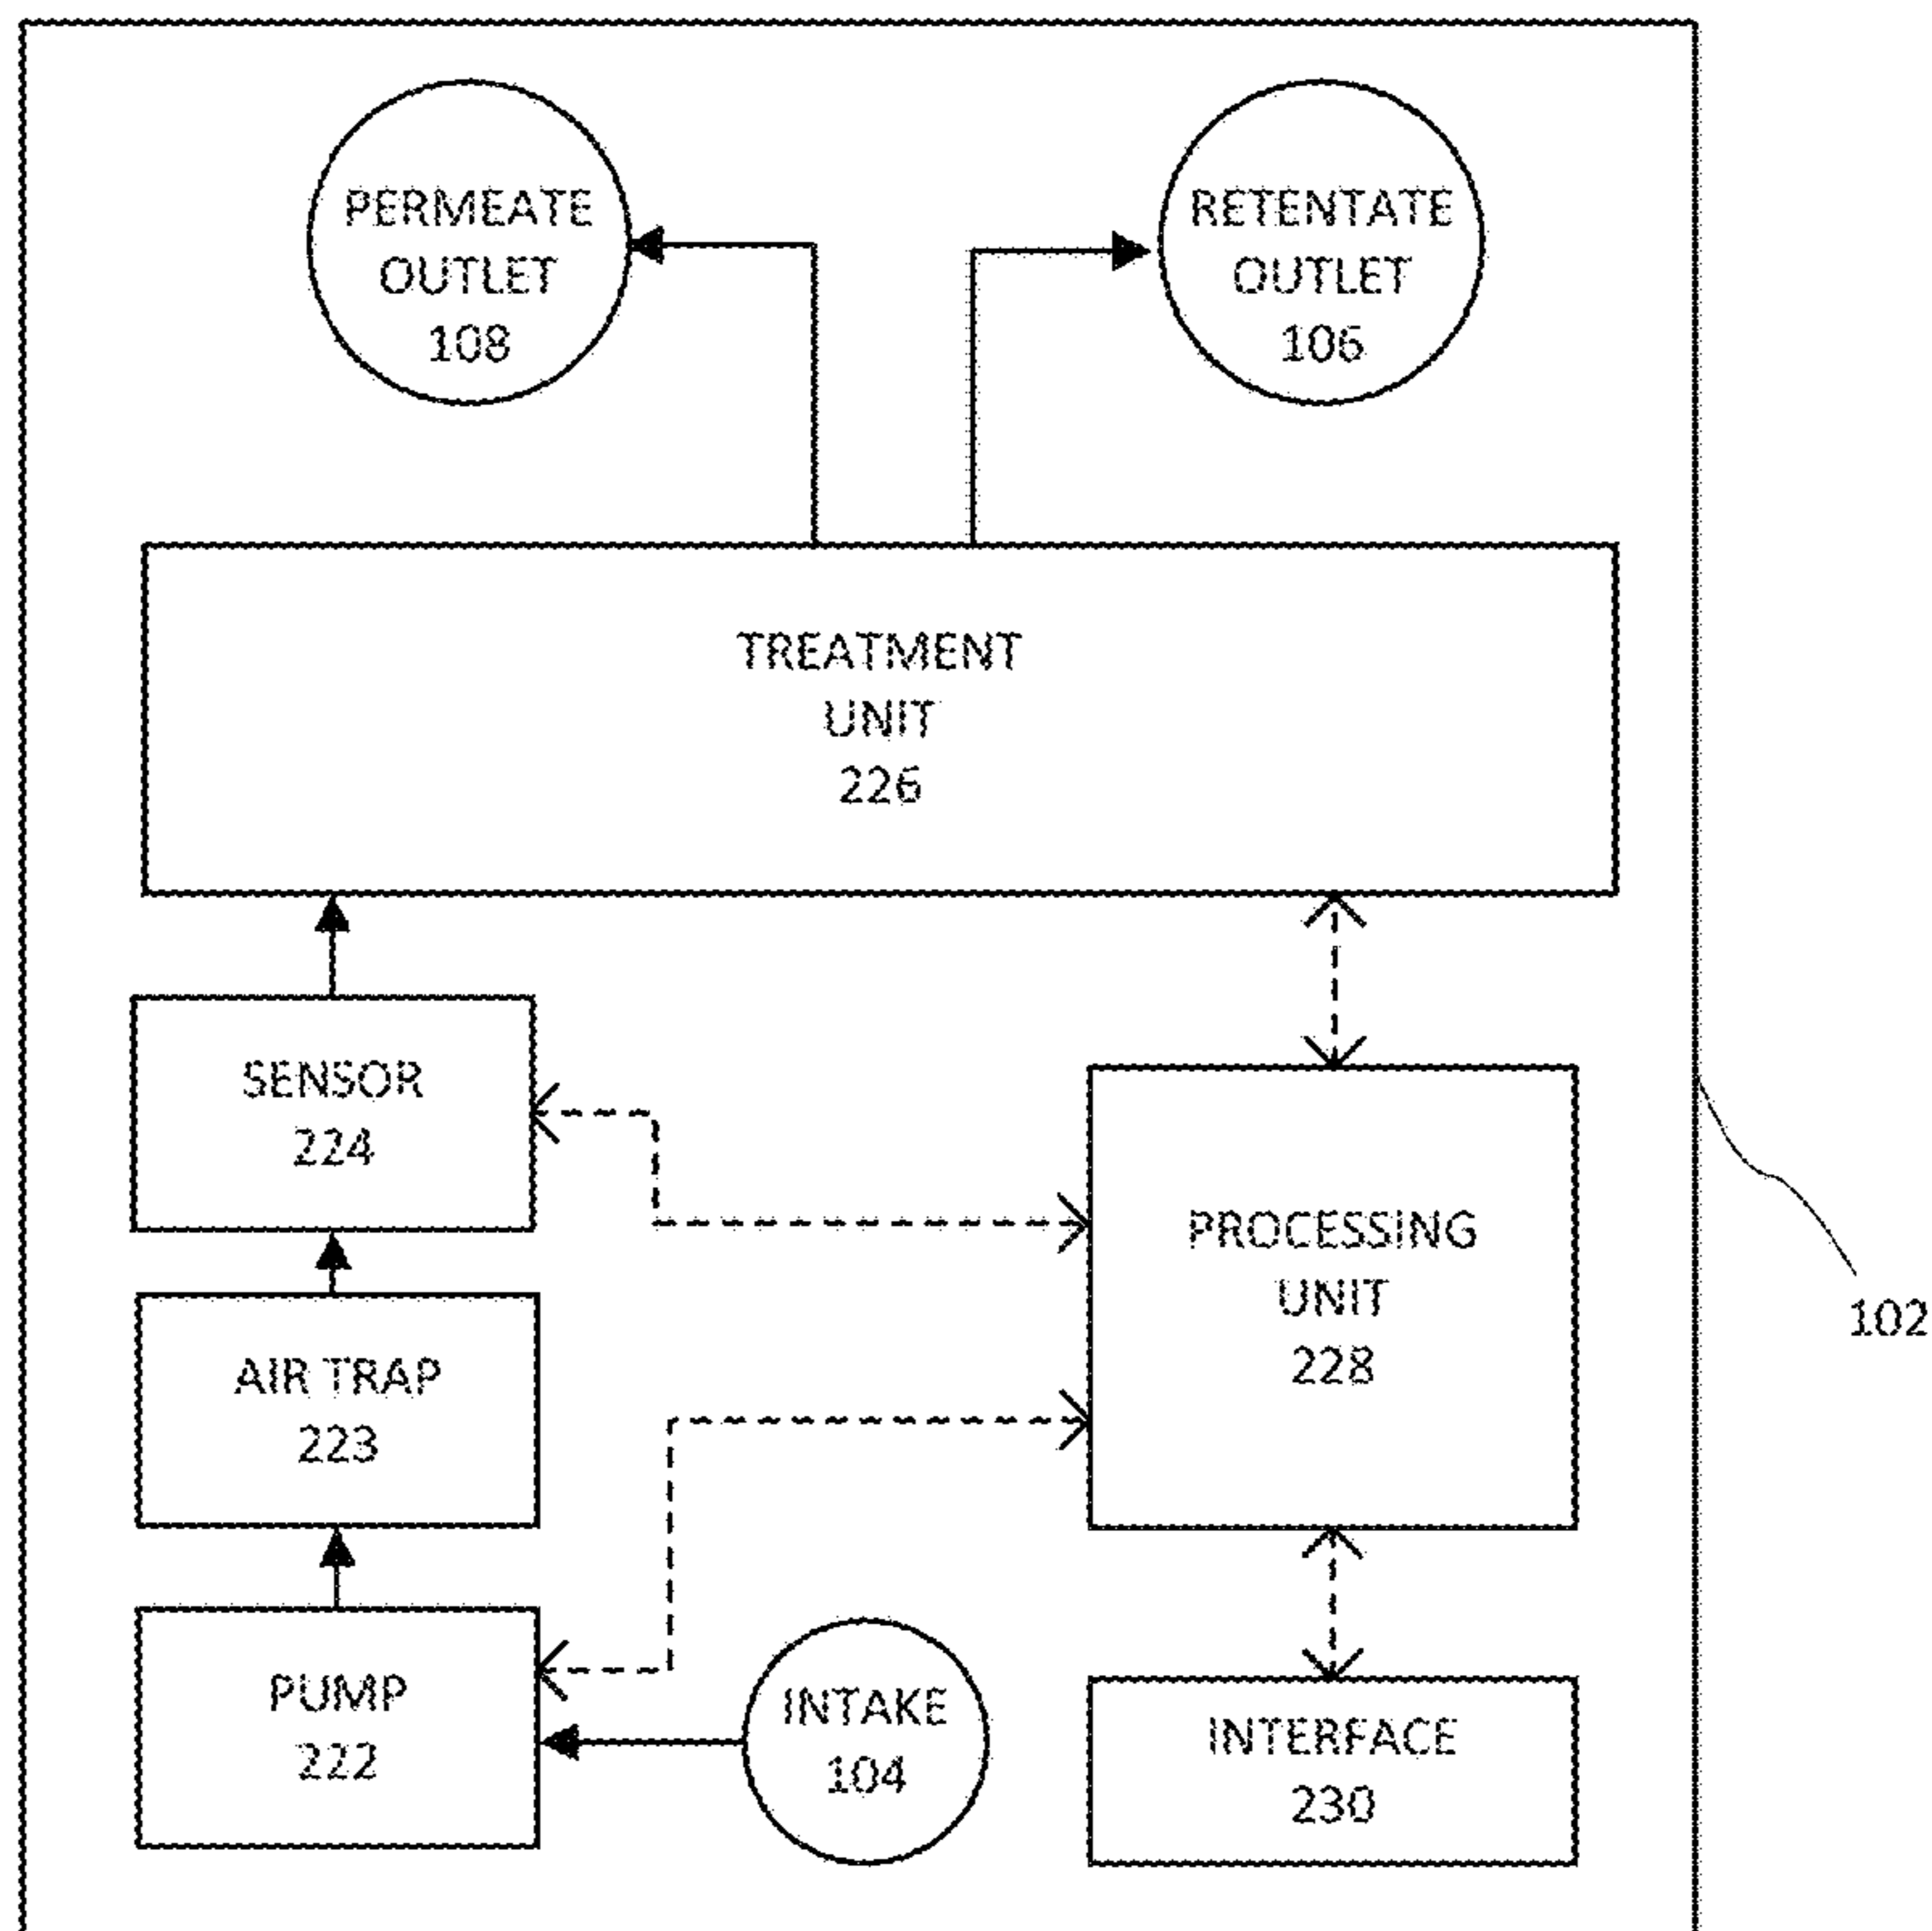 PERMEATE
OUTLET
108
RETENTATE
OUTLET
106
TREATMENT
UNIT
226
SENSOR
224
PROCESSING
UNIT
228
102
AIR TRAP
223
PUMP
222
INTAKE
104
INTERFACE
230